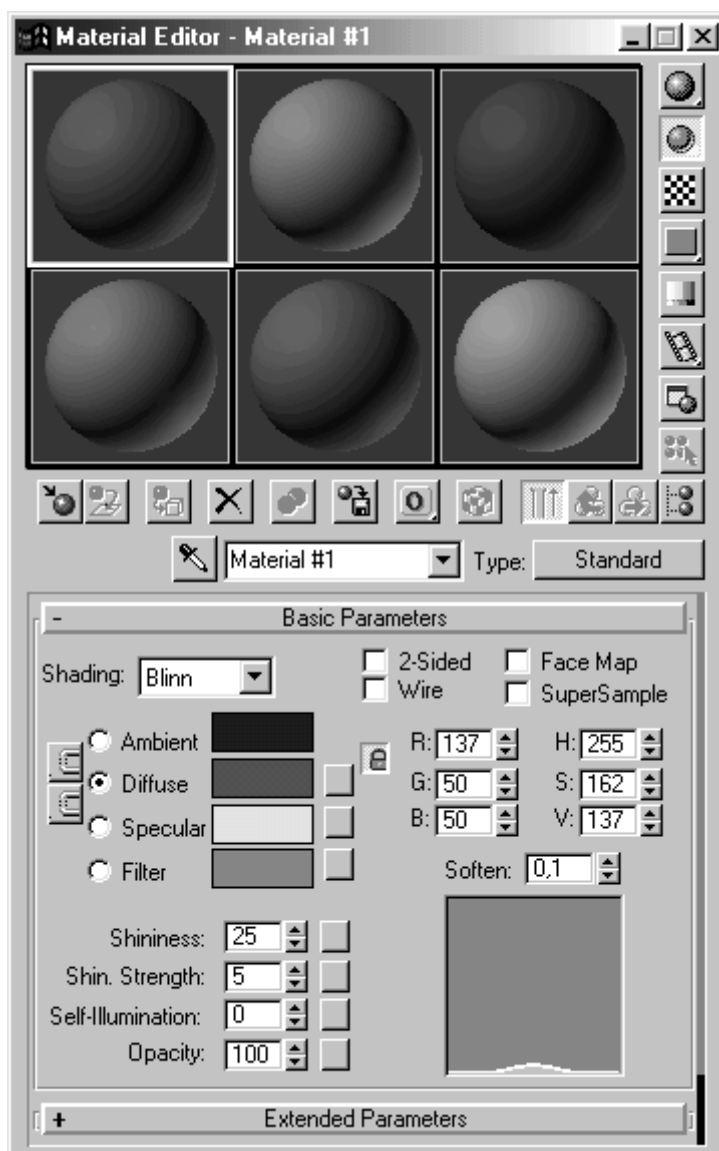 Material Editor - Material #1
0
Material #1 Type: Standard
- Basic Parameters
Shading: Blinn
2-Sided Face Map
Wire SuperSample
Ambient R: 137 H: 255
Diffuse G: 50 S: 162
Specular B: 50 V: 137
Filter Soften: 0,1
Shininess: 25
Shin. Strength: 5
Self-Illumination: 0
Opacity: 100
+ Extended Parameters